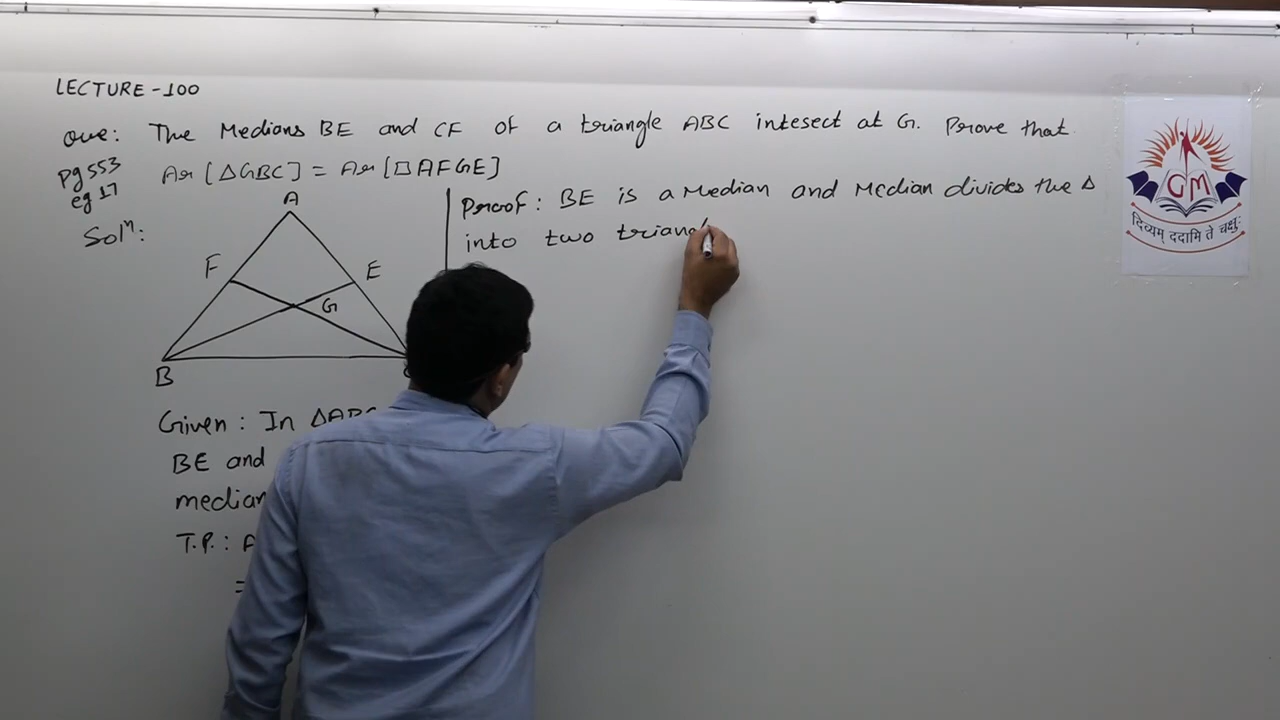 LECTURE - 100
Que: The Medians BE and CF of a triangle ABC intesect at G. Prove that
pg 553 Ar [ΔGBC] = Ar [□AFGE]
eg 17
Solⁿ:
A
F E
G
B
Given: In ΔABC
BE and
median
T.P.: A
=
Proof: BE is a Median and Median divides the Δ
into two triang
GM
दिव्यम् ददामि ते चक्षुः